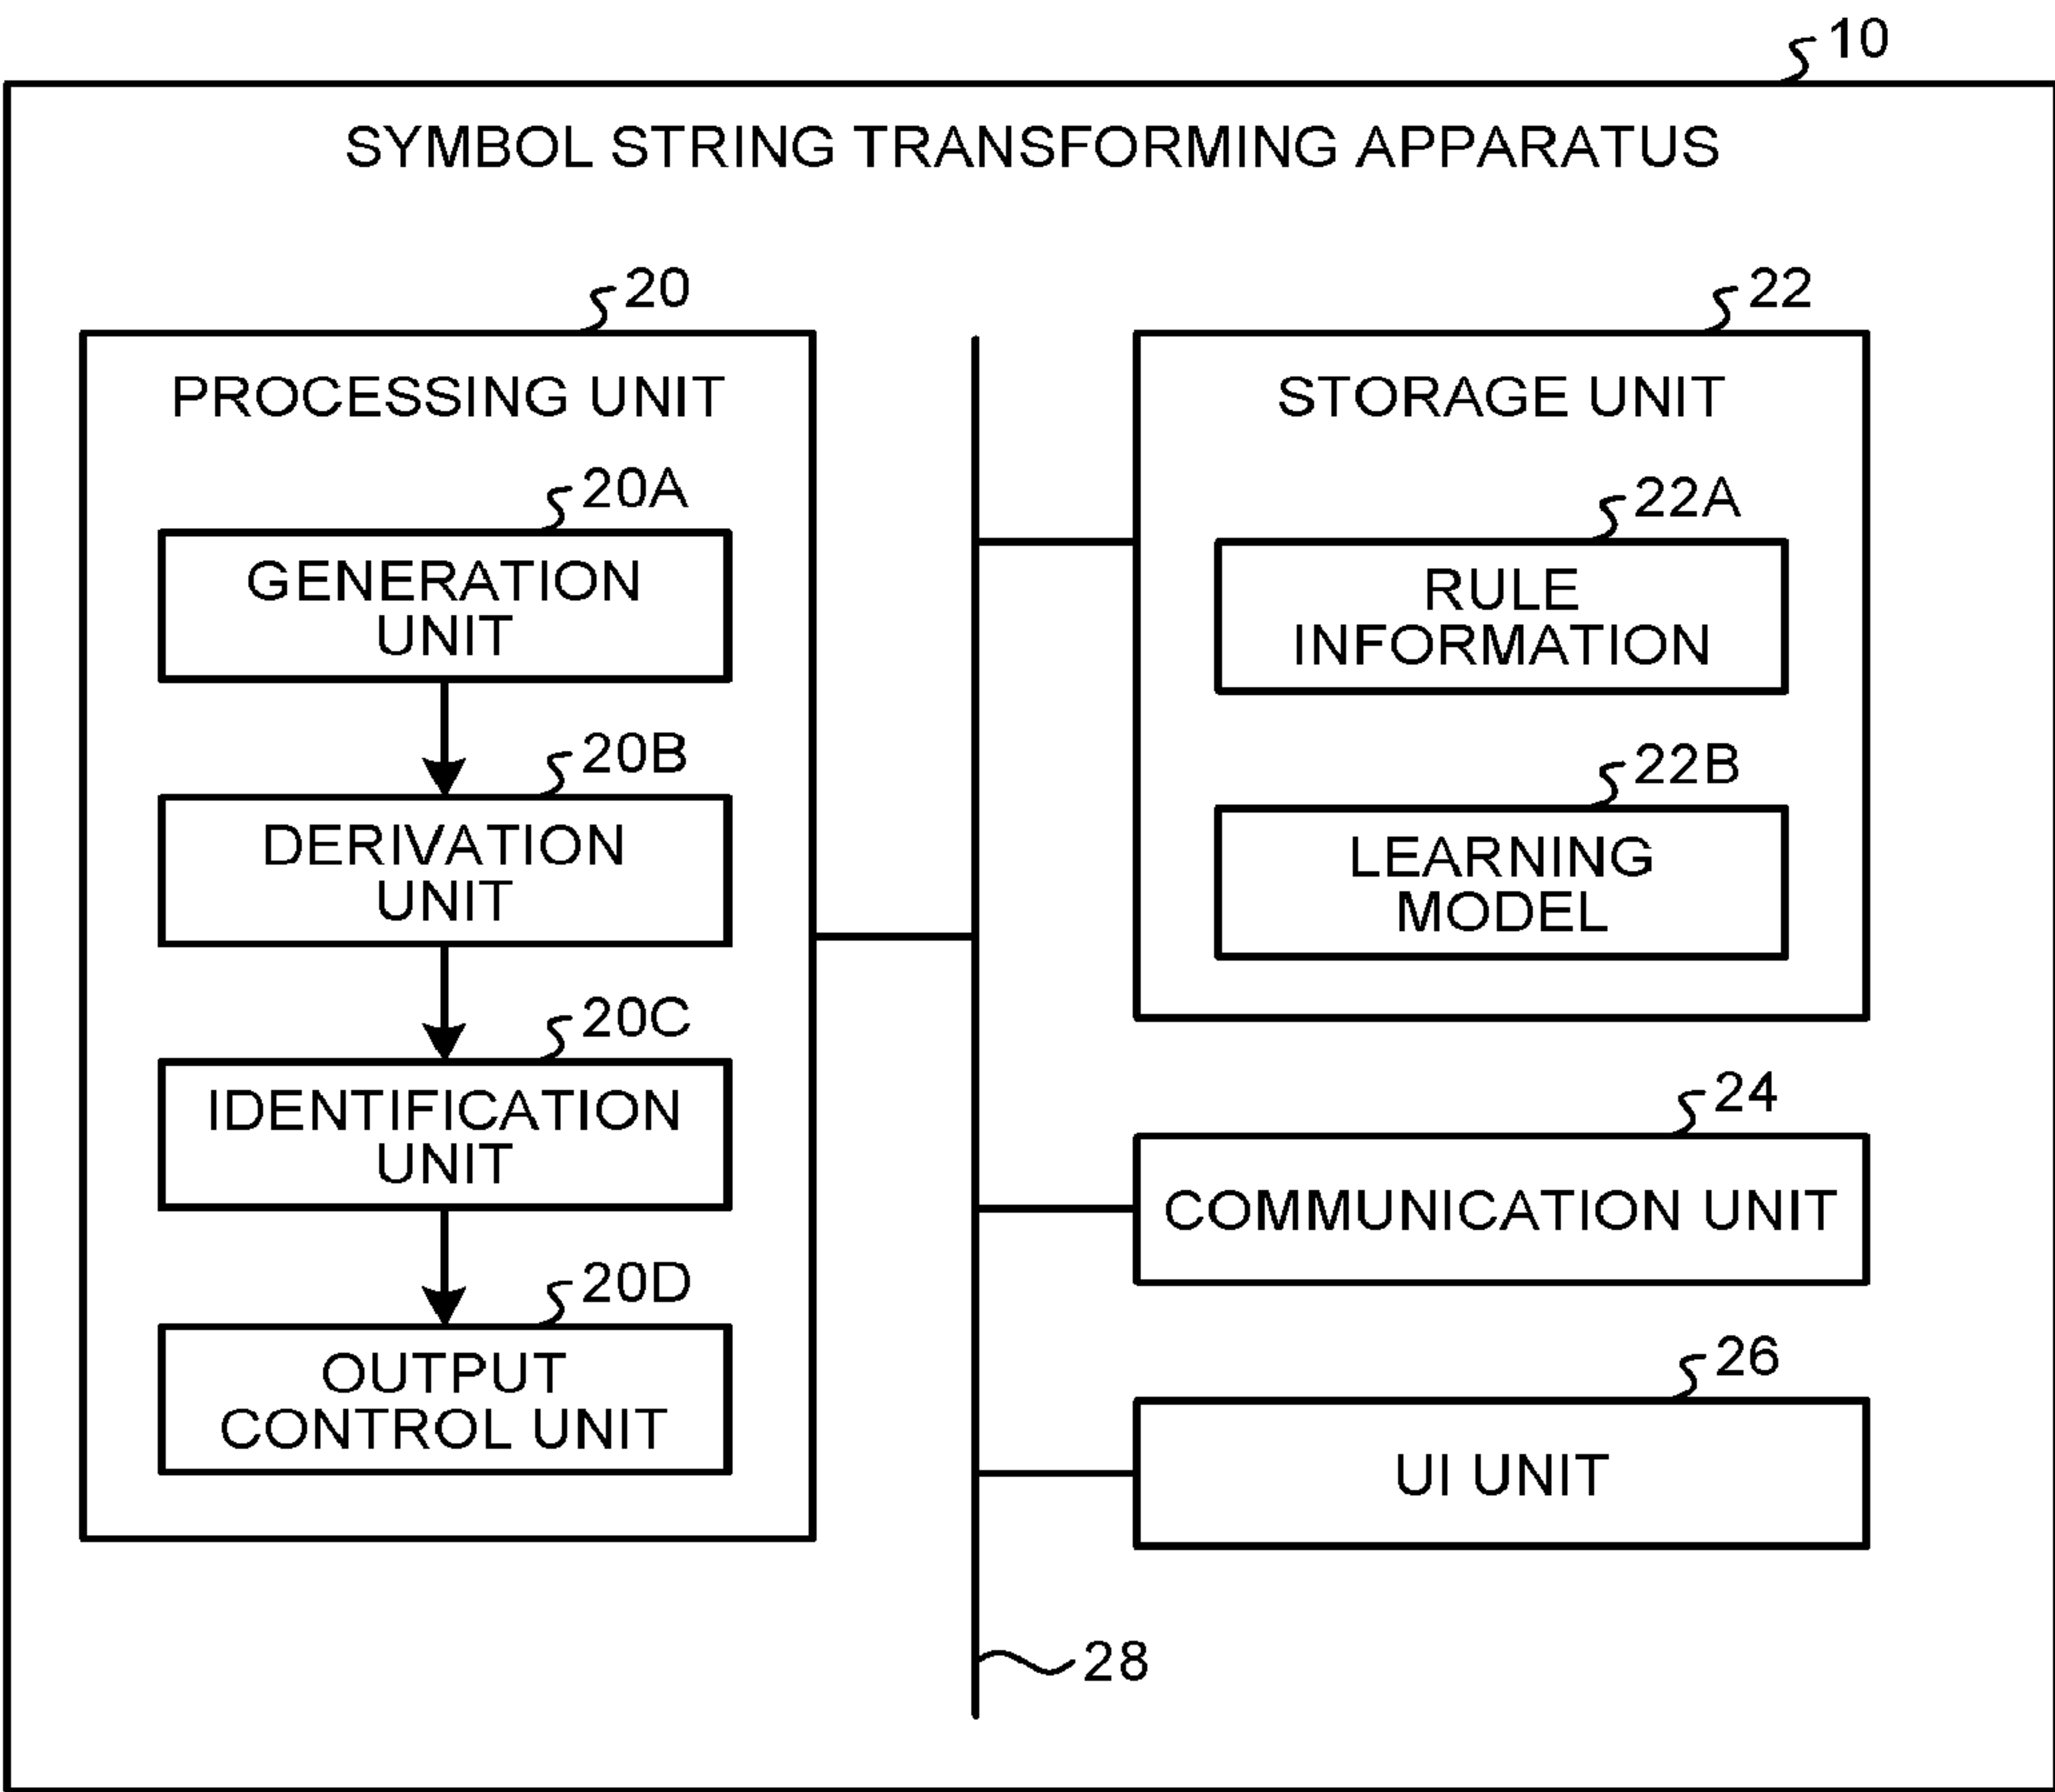 10
SYMBOL STRING TRANSFORMING APPARATUS
20
PROCESSING UNIT
20A
GENERATION
UNIT
20B
DERIVATION
UNIT
20C
IDENTIFICATION
UNIT
20D
OUTPUT
CONTROL UNIT
22
STORAGE UNIT
22A
RULE
INFORMATION
22B
LEARNING
MODEL
24
COMMUNICATION UNIT
26
UI UNIT
28